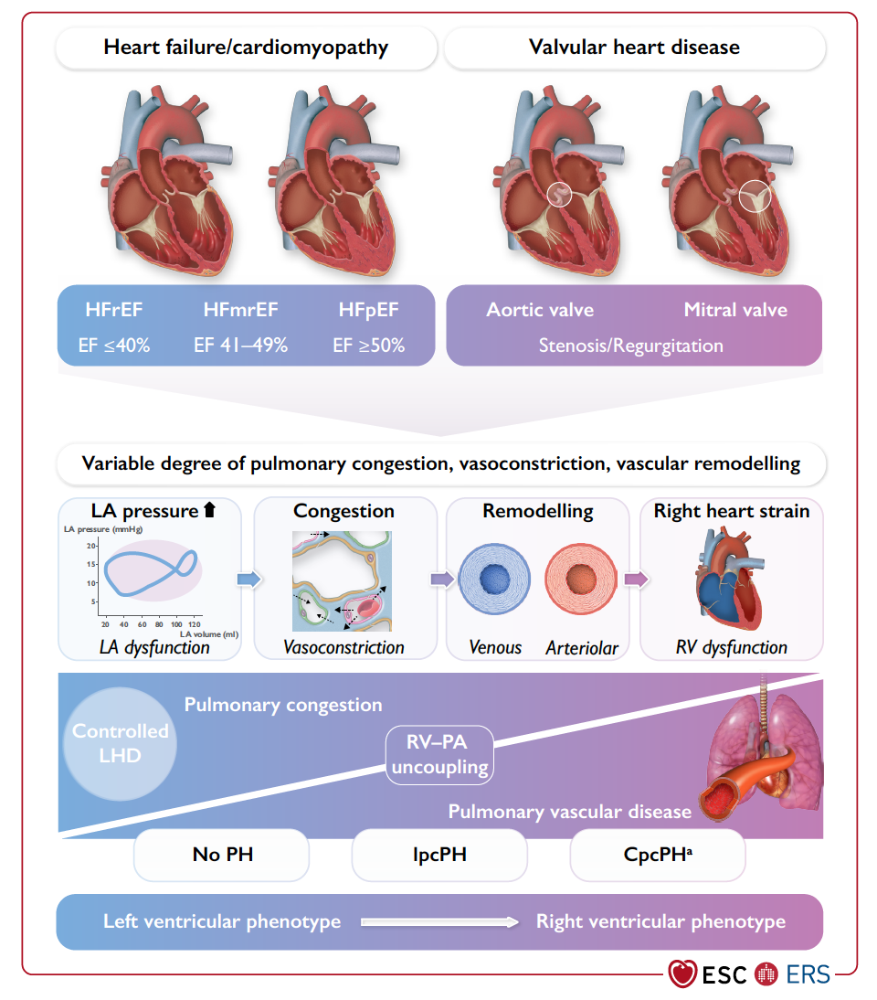 Heart failure/cardiomyopathy
Valvular heart disease
HFrEF
HFmrEF
HFpEF
EF ≤40%
EF 41–49%
EF ≥50%
Aortic valve
Mitral valve
Stenosis/Regurgitation
Variable degree of pulmonary congestion, vasoconstriction, vascular remodelling
LA pressure
LA pressure (mmHg)
20
15
10
5
20 40 60 80 100 120
LA volume (ml)
LA dysfunction
Congestion
Vasoconstriction
Remodelling
Venous
Arteriolar
Right heart strain
RV dysfunction
Controlled
LHD
Pulmonary congestion
RV–PA
uncoupling
Pulmonary vascular disease
No PH
IpcPH
CpcPHᵃ
Left ventricular phenotype
Right ventricular phenotype
ESC
ERS